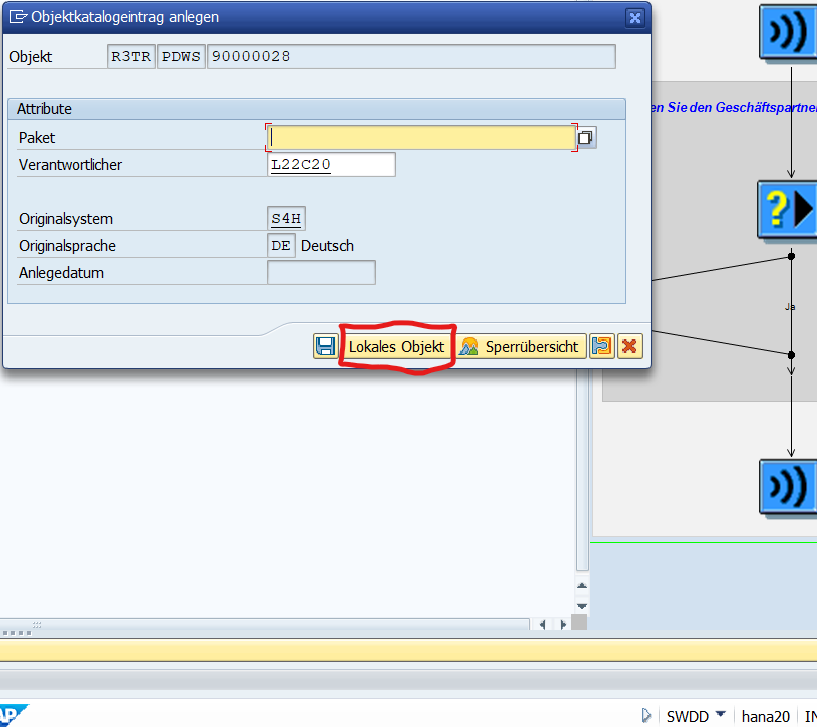 Objektkatalogeintrag anlegen
Objekt R3TR PDWS 90000028
Attribute
Paket
Verantwortlicher L22C20
Originalsystem S4H
Originalsprache DE Deutsch
Anlegedatum
Lokales Objekt Sperrübersicht
en Sie den Geschäftspartner
Ja
SWDD hana20 IN